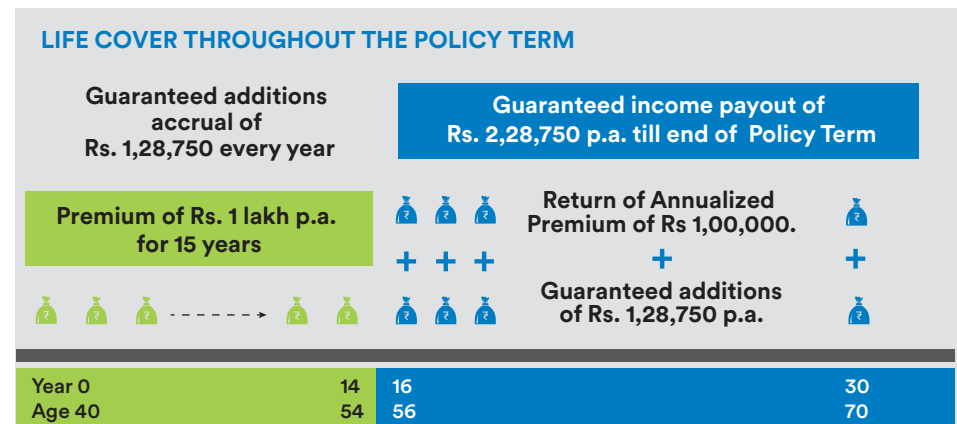 LIFE COVER THROUGHOUT THE POLICY TERM
Guaranteed additions
accrual of
Rs. 1,28,750 every year
Guaranteed income payout of
Rs. 2,28,750 p.a. till end of Policy Term
Premium of Rs. 1 lakh p.a.
for 15 years
₹ ₹ ₹
Return of Annualized
Premium of Rs 1,00,000.
₹
+ + +
+
+
₹ ₹ ₹ ₹ ₹
₹ ₹ ₹
Guaranteed additions
of Rs. 1,28,750 p.a.
₹
Year 0 14 16 30
Age 40 54 56 70